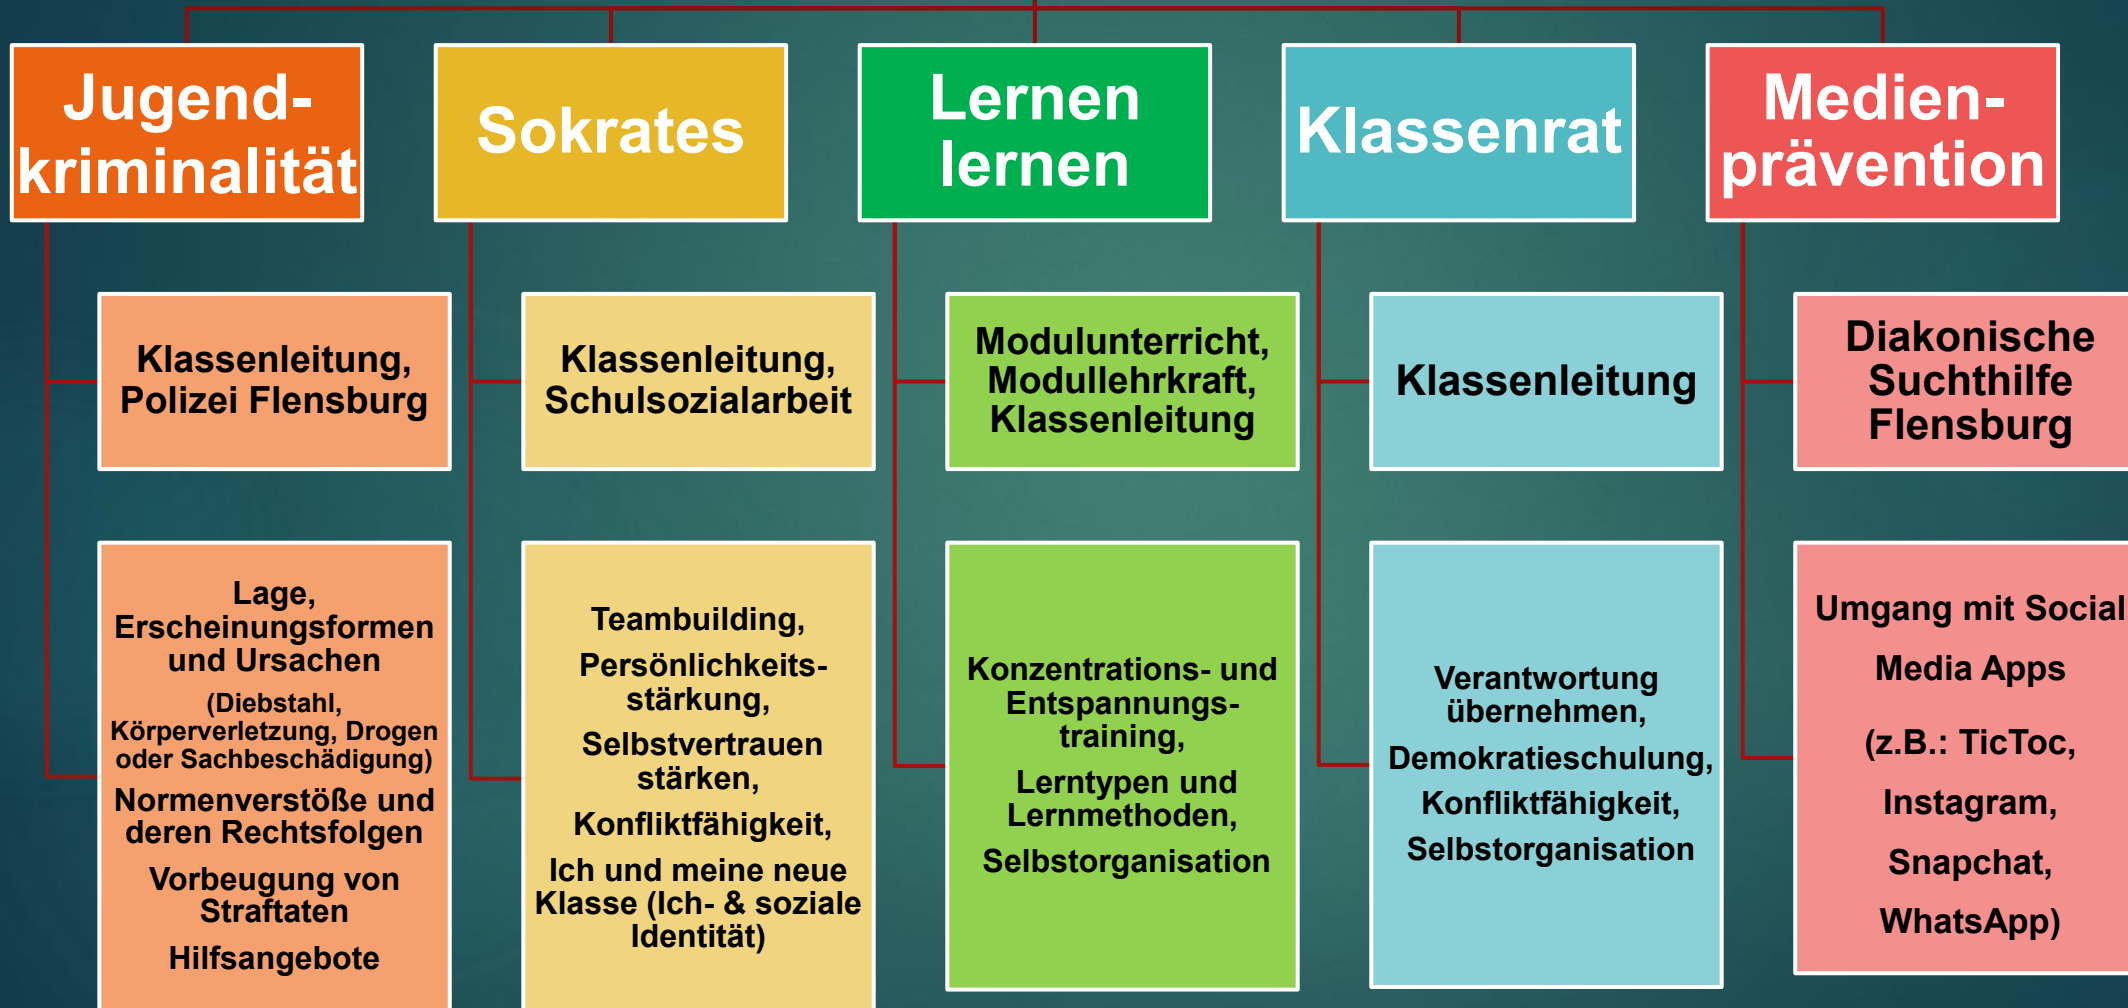 Jugend-
kriminalität
Sokrates
Lernen
lernen
Klassenrat
Medien-
prävention
Klassenleitung,
Polizei Flensburg
Klassenleitung,
Schulsozialarbeit
Modulunterricht,
Modullehrkraft,
Klassenleitung
Klassenleitung
Diakonische
Suchthilfe
Flensburg
Lage,
Erscheinungsformen
und Ursachen
(Diebstahl,
Körperverletzung, Drogen
oder Sachbeschädigung)
Normenverstöße und
deren Rechtsfolgen
Vorbeugung von
Straftaten
Hilfsangebote
Teambuilding,
Persönlichkeits-
stärkung,
Selbstvertrauen
stärken,
Konfliktfähigkeit,
Ich und meine neue
Klasse (Ich- & soziale
Identität)
Konzentrations- und
Entspannungs-
training,
Lerntypen und
Lernmethoden,
Selbstorganisation
Verantwortung
übernehmen,
Demokratieschulung,
Konfliktfähigkeit,
Selbstorganisation
Umgang mit Social
Media Apps
(z.B.: TicToc,
Instagram,
Snapchat,
WhatsApp)